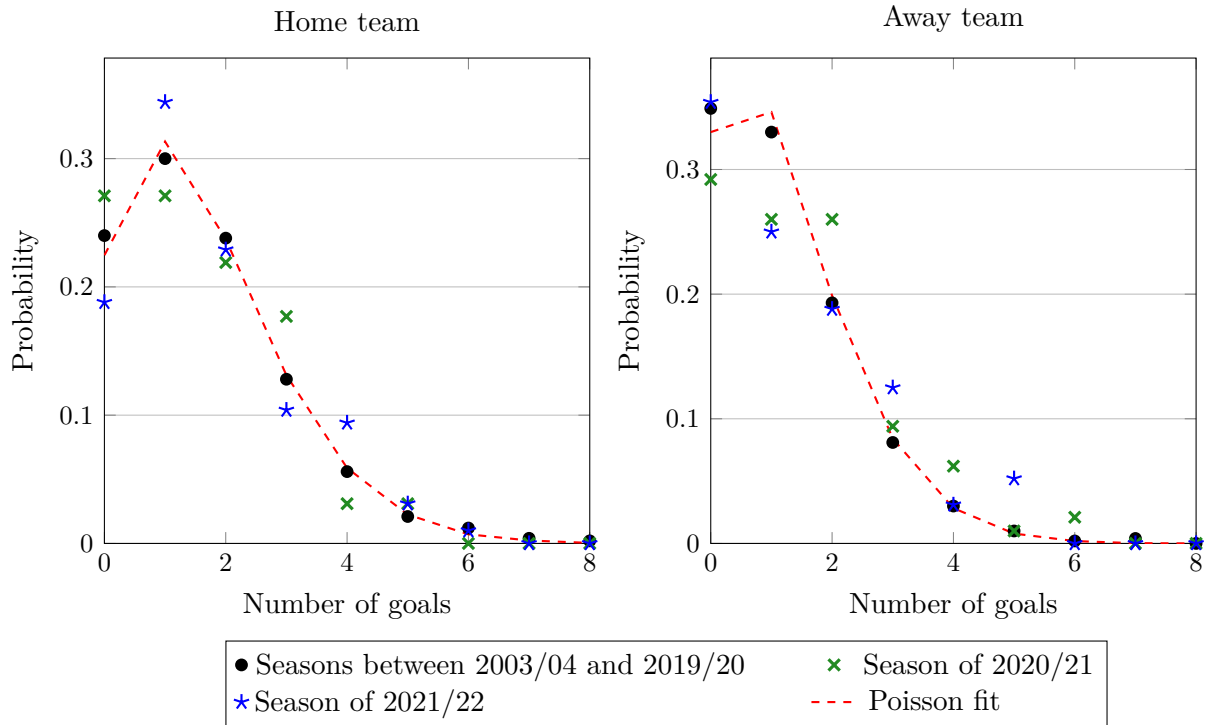 Home team
Away team
0
0.1
0.2
0.3
Probability
0 2 4 6 8
Number of goals
0
0.1
0.2
0.3
Probability
0 2 4 6 8
Number of goals
Seasons between 2003/04 and 2019/20
Season of 2020/21
Season of 2021/22
Poisson fit